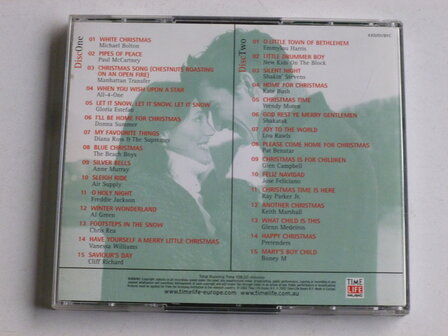 DiscOne
01 WHITE CHRISTMAS
Michael Bolton
02 PIPES OF PEACE
Paul McCartney
03 CHRISTMAS SONG (CHESTNUTS ROASTING
ON AN OPEN FIRE)
Manhattan Transfer
04 WHEN YOU WISH UPON A STAR
All-4-One
05 LET IT SNOW, LET IT SNOW, LET IT SNOW
Gloria Estefan
06 I'LL BE HOME FOR CHRISTMAS
Donna Summer
07 MY FAVOURITE THINGS
Diana Ross & The Supremes
08 BLUE CHRISTMAS
The Beach Boys
09 SILVER BELLS
Anne Murray
10 SLEIGH RIDE
Air Supply
11 O HOLY NIGHT
Freddie Jackson
12 WINTER WONDERLAND
Al Green
13 FOOTSTEPS IN THE SNOW
Chris Rea
14 HAVE YOURSELF A MERRY LITTLE CHRISTMAS
Vanessa Williams
15 SAVIOUR'S DAY
Cliff Richard
DiscTwo
01 O LITTLE TOWN OF BETHLEHEM
Emmylou Harris
02 LITTLE DRUMMER BOY
New Kids On The Block
03 SILENT NIGHT
Shakin' Stevens
04 HOME FOR CHRISTMAS
Kate Bush
05 CHRISTMAS TIME
Wendy Moten
06 GOD REST YE MERRY GENTLEMEN
Shakatak
07 JOY TO THE WORLD
Lou Rawls
08 PLEASE COME HOME FOR CHRISTMAS
Pat Benatar
09 CHRISTMAS IS FOR CHILDREN
Glen Campbell
10 FELIZ NAVIDAD
Jose Feliciano
11 CHRISTMAS TIME IS HERE
Ray Parker Jr.
12 ANOTHER CHRISTMAS
Keith Marshall
13 WHAT CHILD IS THIS
Glenn Medeiros
14 HAPPY CHRISTMAS
Pretenders
15 MARY'S BOY CHILD
Boney M
www.timelife-europe.com www.timelife.com.au
TIME
LIFE
MUSIC